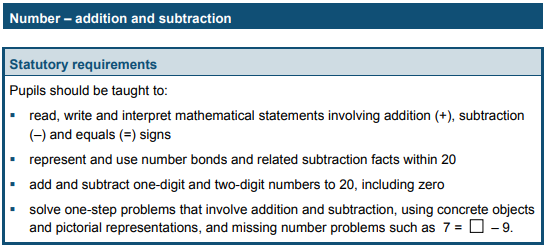 Number – addition and subtraction
Statutory requirements
Pupils should be taught to:
▪ read, write and interpret mathematical statements involving addition (+), subtraction
(–) and equals (=) signs
▪ represent and use number bonds and related subtraction facts within 20
▪ add and subtract one-digit and two-digit numbers to 20, including zero
▪ solve one-step problems that involve addition and subtraction, using concrete objects
and pictorial representations, and missing number problems such as 7 = □ – 9.